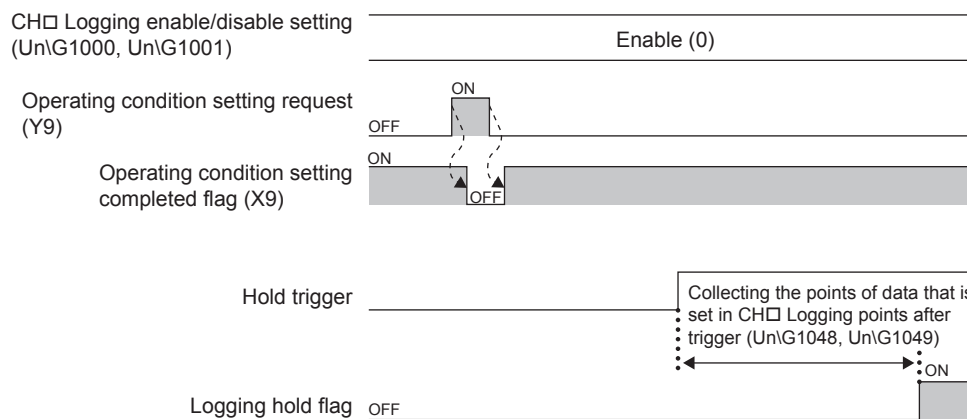 CH□ Logging enable/disable setting
(Un\G1000, Un\G1001)
Enable (0)
ON
Operating condition setting request
(Y9)
OFF
ON
Operating condition setting
completed flag (X9)
OFF
Hold trigger
Collecting the points of data that is
set in CH□ Logging points after
trigger (Un\G1048, Un\G1049)
ON
Logging hold flag
OFF